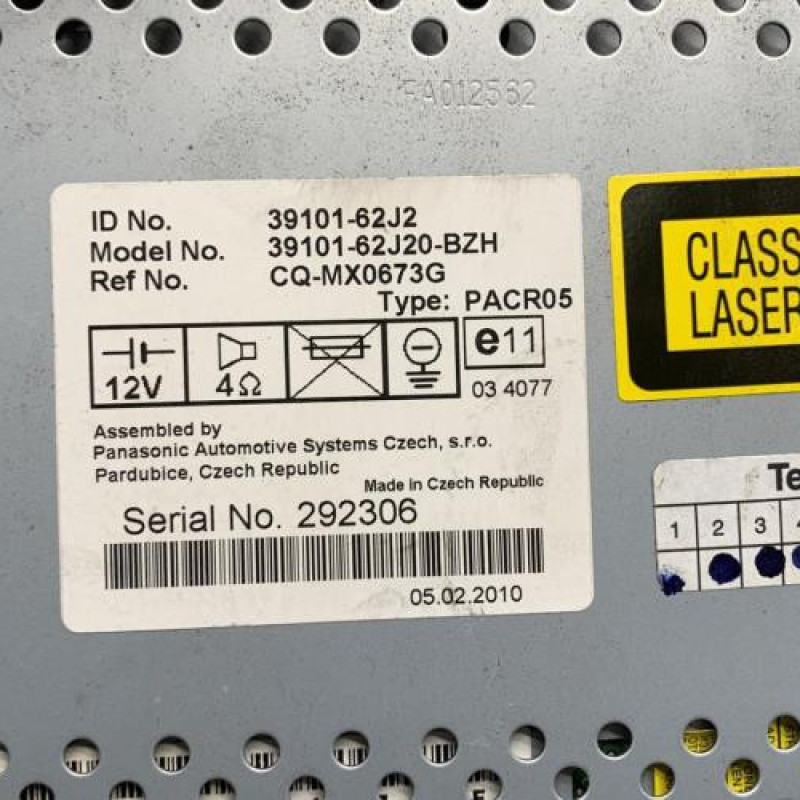 FA012562
ID No. 39101-62J2
Model No. 39101-62J20-BZH
Ref No. CQ-MX0673G
Type: PACR05
12V 4Ω e11
03 4077
Assembled by
Panasonic Automotive Systems Czech, s.r.o.
Pardubice, Czech Republic
Made in Czech Republic
Serial No. 292306
05.02.2010
CLASS
LASER
Te
1 2 3 4